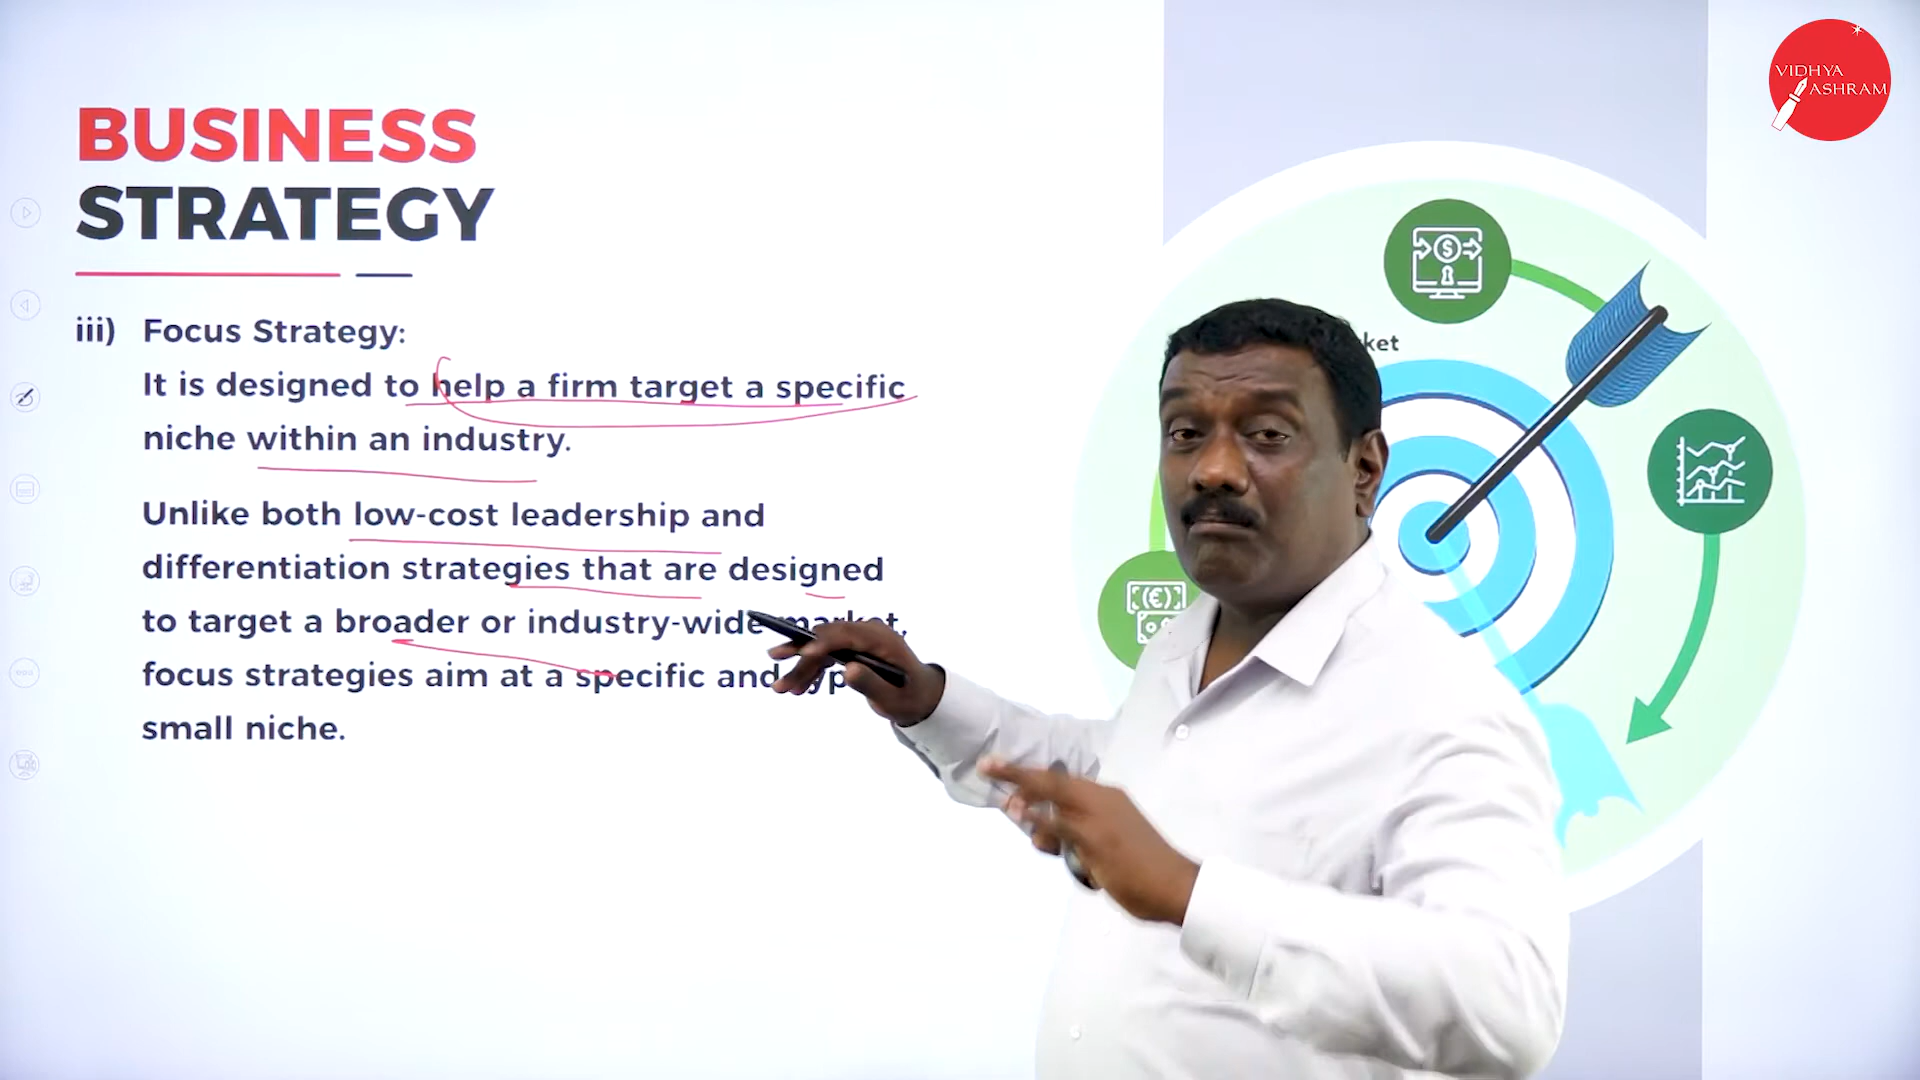 VIDHYA
ASHRAM
BUSINESS
STRATEGY
iii) Focus Strategy:
It is designed to help a firm target a specific
niche within an industry.
Unlike both low-cost leadership and
differentiation strategies that are designed
to target a broader or industry-wide market,
focus strategies aim at a specific and
small niche.